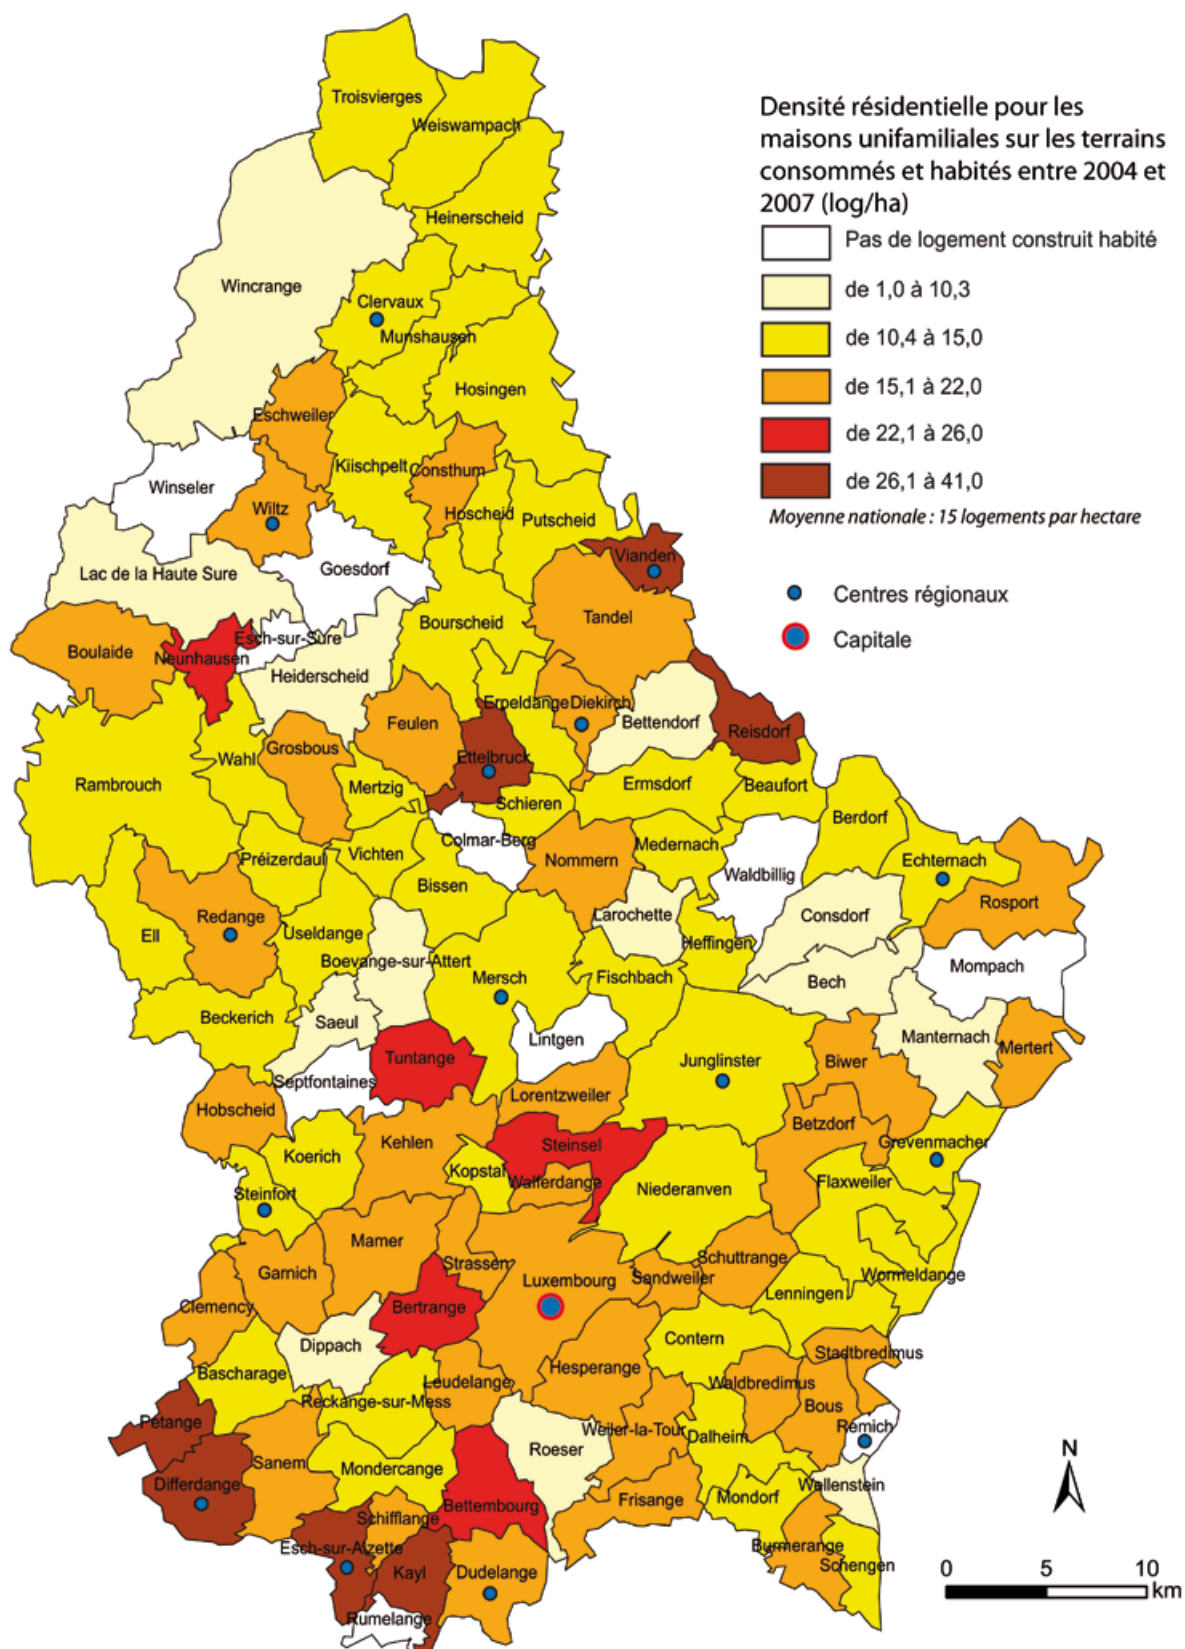 Densité résidentielle pour les
maisons unifamiliales sur les terrains
consommés et habités entre 2004 et
2007 (log/ha)
Pas de logement construit habité
de 1,0 à 10,3
de 10,4 à 15,0
de 15,1 à 22,0
de 22,1 à 26,0
de 26,1 à 41,0
Moyenne nationale : 15 logements par hectare
Centres régionaux
Capitale
Troisvierges
Weiswampach
Heinerscheid
Wincrange
Clervaux
Munshausen
Hosingen
Eschweiler
Kiischpelt
Consthum
Winseler
Wiltz
Hoscheid
Putscheid
Vianden
Lac de la Haute Sure
Goesdorf
Tandel
Bourscheid
Esch-sur-Sure
Boulaide
Neunhausen
Heiderscheid
Erpeldange
Diekirch
Bettendorf
Feulen
Reisdorf
Grosbous
Wahl
Ettelbruck
Rambrouch
Mertzig
Ermsdorf
Beaufort
Schieren
Berdorf
Colmar-Berg
Medernach
Préizerdaul
Vichten
Nommern
Echternach
Waldbillig
Bissen
Rosport
Redange
Larochette
Consdorf
Ell
Useldange
Heffingen
Boevange-sur-Attert
Mersch
Fischbach
Mompach
Bech
Beckerich
Saeul
Lintgen
Manternach
Mertert
Tuntange
Junglinster
Biwer
Septfontaines
Lorentzweiler
Hobscheid
Betzdorf
Kehlen
Steinsel
Grevenmacher
Koerich
Kopstal
Walferdange
Flaxweiler
Steinfort
Niederanven
Mamer
Strassen
Schuttrange
Garnich
Luxembourg
Sandweiler
Wormeldange
Lenningen
Clemency
Bertrange
Dippach
Contern
Stadtbredimus
Bascharage
Hesperange
Leudelange
Waldbredimus
Reckange-sur-Mess
Bous
Pétange
Remich
Weiler-la-Tour
Dalheim
Roeser
Sanem
Mondercange
Differdange
Wellenstein
Mondorf
Frisange
Bettembourg
Schifflange
Esch-sur-Alzette
Burmerange
Schengen
Kayl
Dudelange
Rumelange
N
0 5 10
km